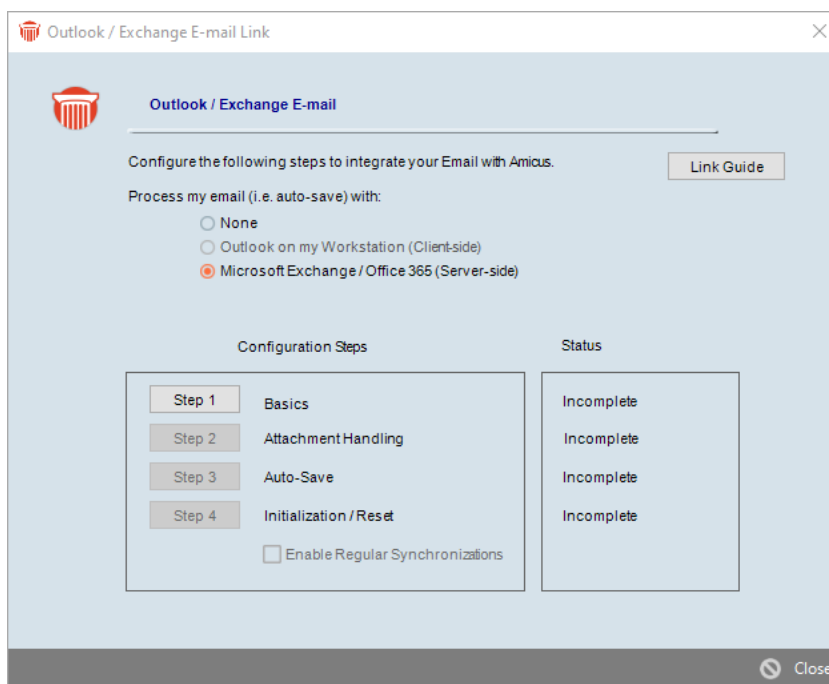 Outlook / Exchange E-mail Link
Outlook / Exchange E-mail
Configure the following steps to integrate your Email with Amicus.
Link Guide
Process my email (i.e. auto-save) with:
None
Outlook on my Workstation (Client-side)
Microsoft Exchange / Office 365 (Server-side)
Configuration Steps Status
Step 1 Basics Incomplete
Step 2 Attachment Handling Incomplete
Step 3 Auto-Save Incomplete
Step 4 Initialization / Reset Incomplete
Enable Regular Synchronizations
Close